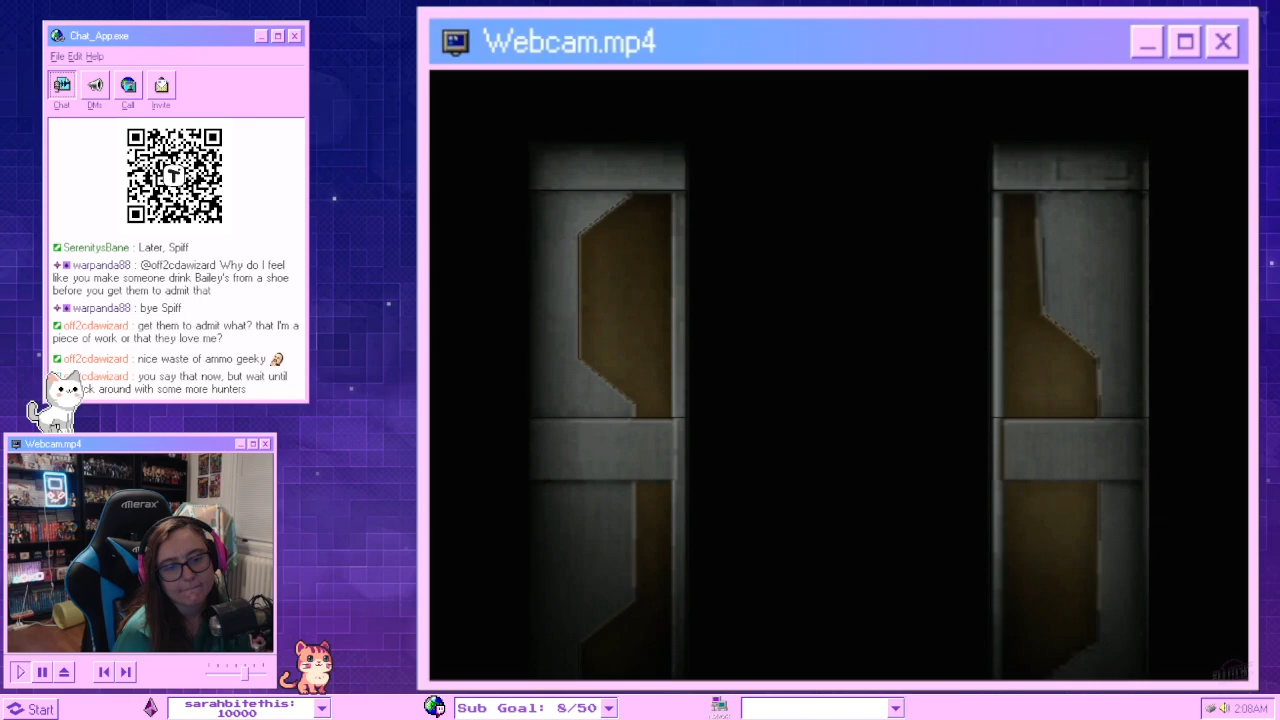 Chat_App.exe
File Edit Help
Chat DMs Call Invite
T
SerenitysBane : Later, Spiff
warpanda88 : @off2cdawizard Why do I feel
like you make someone drink Bailey's from a shoe
before you get them to admit that
warpanda88 : bye Spiff
off2cdawizard : get them to admit what? that I'm a
piece of work or that they love me?
off2cdawizard : nice waste of ammo geeky
cdawizard : you say that now, but wait until
ck around with some more hunters
Webcam.mp4
merax
Webcam.mp4
Start
sarahbitethis:
10000
Sub Goal: 8/50
2:08AM